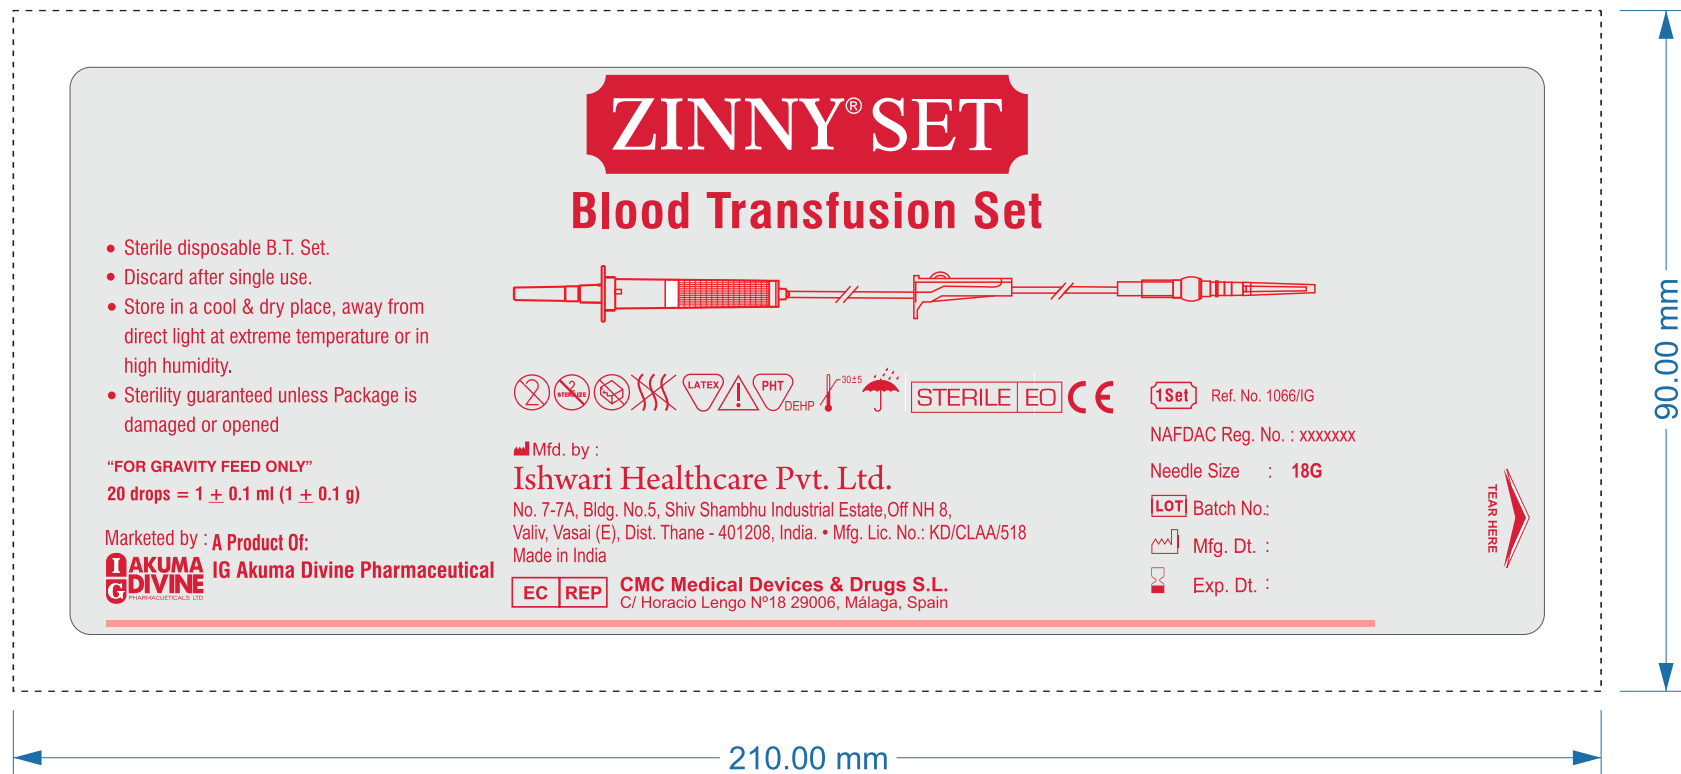 ZINNY® SET
Blood Transfusion Set
• Sterile disposable B.T. Set.
• Discard after single use.
• Store in a cool & dry place, away from
direct light at extreme temperature or in
high humidity.
• Sterility guaranteed unless Package is
damaged or opened
“FOR GRAVITY FEED ONLY”
20 drops = 1 ± 0.1 ml (1 ± 0.1 g)
Marketed by : A Product Of:
IG AKUMA DIVINE
PHARMACUETICALS LTD
IG Akuma Divine Pharmaceutical
2
2 STERILIZE
LATEX
PHT
DEHP
30±5
STERILE EO
CE
Mfd. by :
Ishwari Healthcare Pvt. Ltd.
No. 7-7A, Bldg. No.5, Shiv Shambhu Industrial Estate,Off NH 8,
Valiv, Vasai (E), Dist. Thane - 401208, India. • Mfg. Lic. No.: KD/CLAA/518
Made in India
EC REP
CMC Medical Devices & Drugs S.L.
C/ Horacio Lengo Nº18 29006, Málaga, Spain
1Set Ref. No. 1066/IG
NAFDAC Reg. No. : xxxxxxx
Needle Size : 18G
LOT Batch No.:
Mfg. Dt. :
Exp. Dt. :
TEAR HERE
90.00 mm
210.00 mm